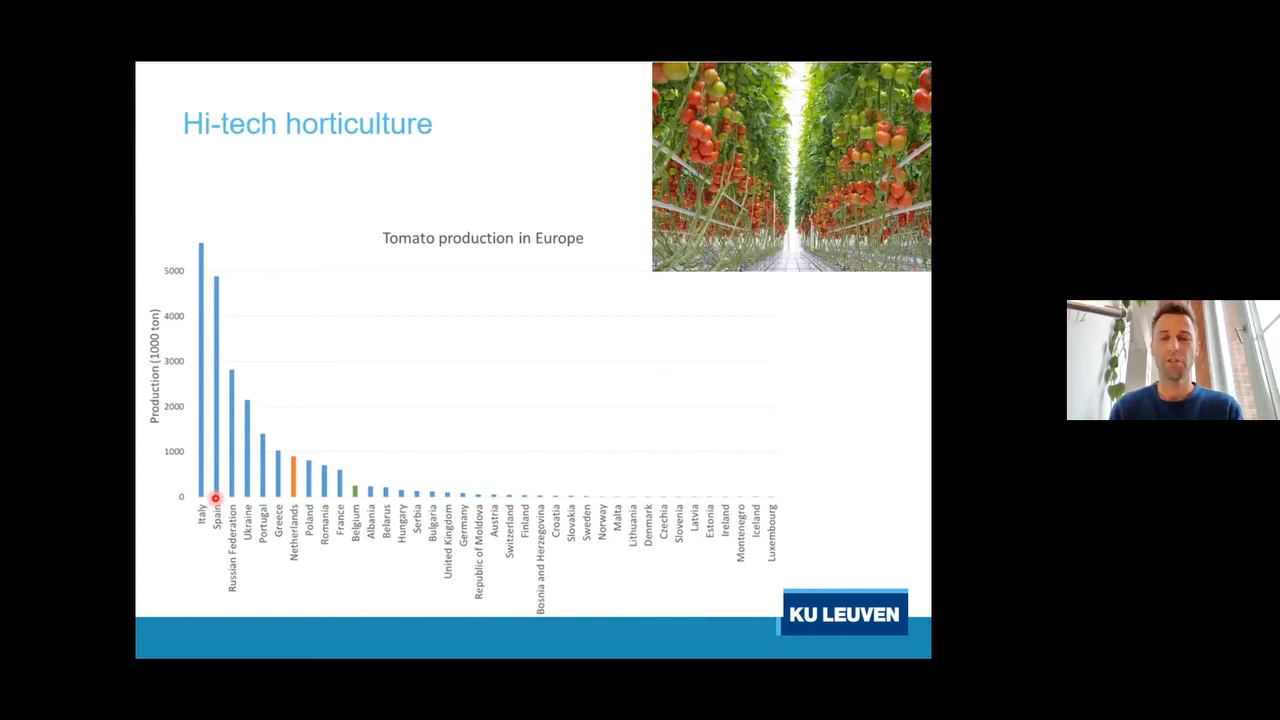 Hi-tech horticulture
Tomato production in Europe
Production (1000 ton)
5000
4000
3000
2000
1000
0
Italy
Spain
Russian Federation
Ukraine
Portugal
Greece
Netherlands
Poland
Romania
France
Belgium
Albania
Belarus
Hungary
Serbia
Bulgaria
United Kingdom
Germany
Republic of Moldova
Austria
Switzerland
Finland
Bosnia and Herzegovina
Croatia
Slovakia
Sweden
Norway
Malta
Lithuania
Denmark
Czechia
Slovenia
Latvia
Estonia
Ireland
Montenegro
Iceland
Luxembourg
KU LEUVEN